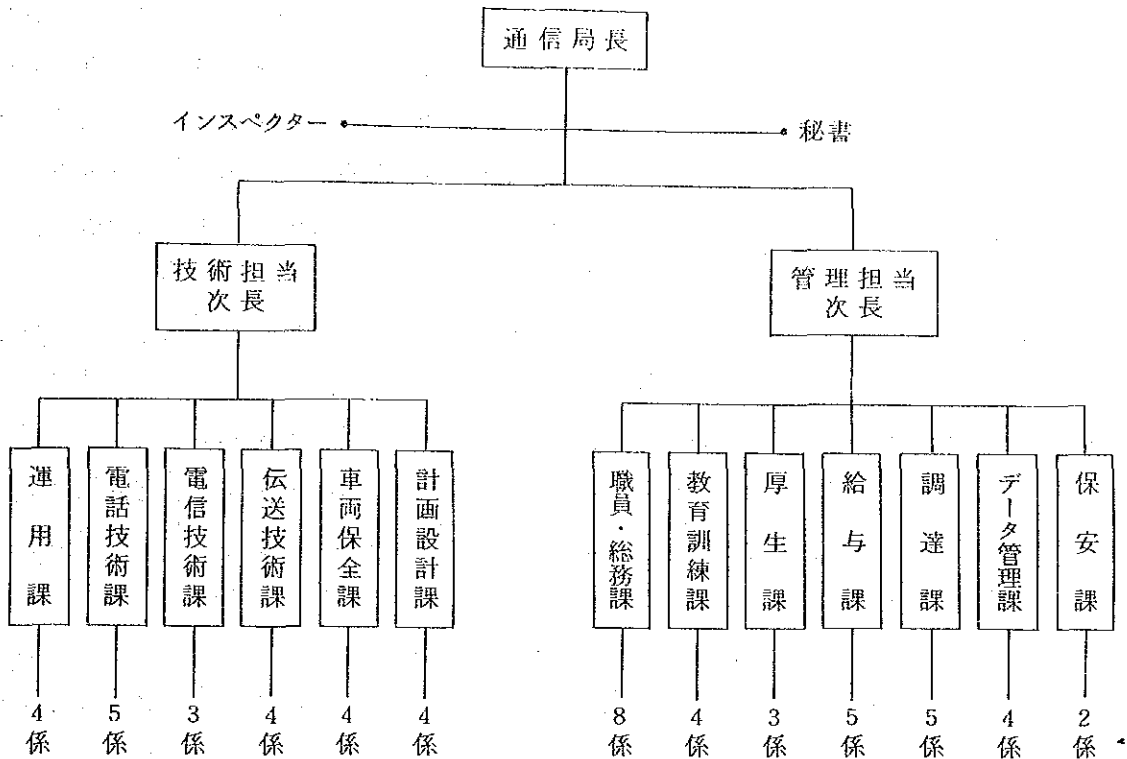 通信局長
インスペクター
秘書
技術担当
次長
管理担当
次長
運用課
電話技術課
電信技術課
伝送技術課
車両保全課
計画設計課
職員・総務課
教育訓練課
厚生課
給与課
調達課
データ管理課
保安課
4係
5係
3係
4係
4係
4係
8係
4係
3係
5係
5係
4係
2係